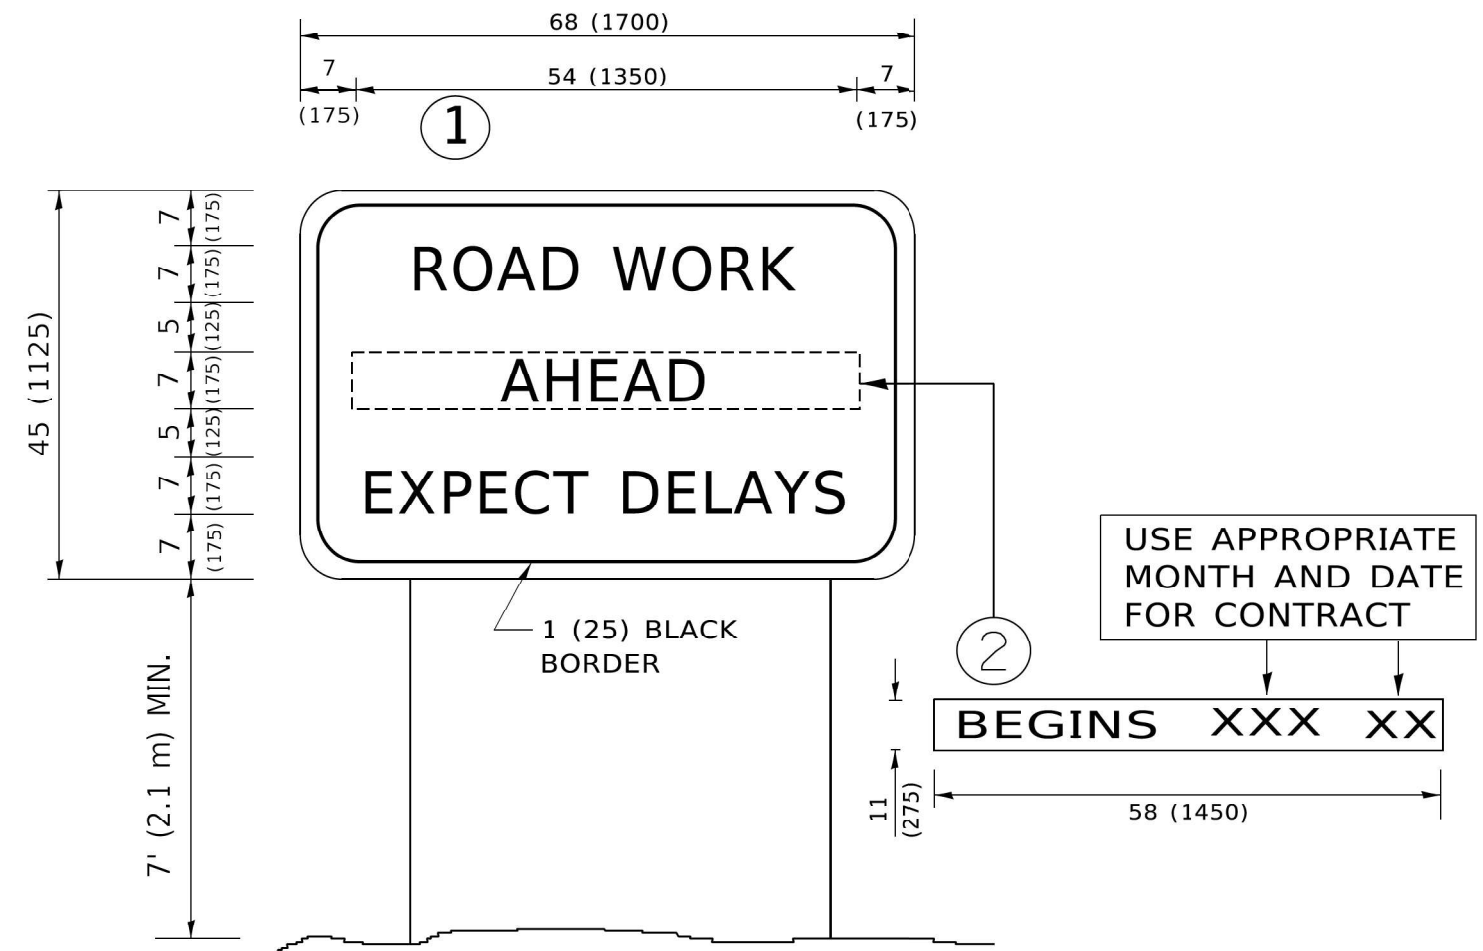 68 (1700)
7
54 (1350)
7
(175)
(175)
1
ROAD WORK
AHEAD
EXPECT DELAYS
45 (1125)
7 (175)
7 (175)
5 (125)
7 (175)
5 (125)
7 (175)
7 (175)
7' (2.1 m) MIN.
1 (25) BLACK
BORDER
2
USE APPROPRIATE
MONTH AND DATE
FOR CONTRACT
BEGINS XXX XX
11
(275)
58 (1450)